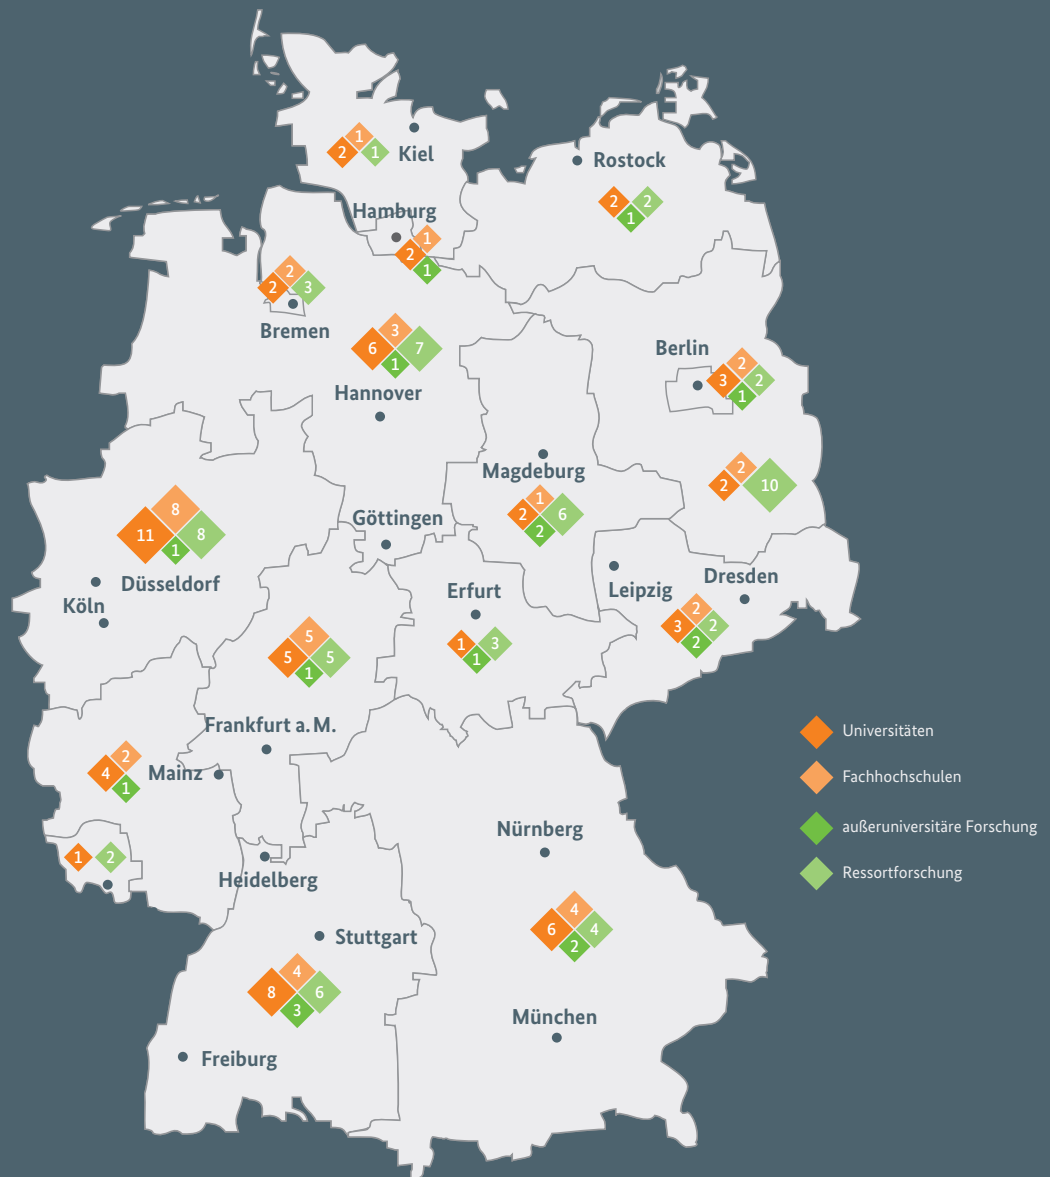 1
2
1
Kiel
Rostock
2
2
1
Hamburg
1
2
1
2
2
3
Bremen
3
6
7
1
Hannover
Berlin
2
3
2
1
Magdeburg
1
2
6
2
2
2
10
Göttingen
8
11
8
1
Düsseldorf
Köln
Erfurt
1
3
1
Leipzig
Dresden
2
3
2
2
5
5
5
1
Frankfurt a. M.
Mainz
2
4
1
1
2
Heidelberg
Nürnberg
4
6
4
2
Stuttgart
4
8
6
3
München
Freiburg
Universitäten
Fachhochschulen
außeruniversitäre Forschung
Ressortforschung